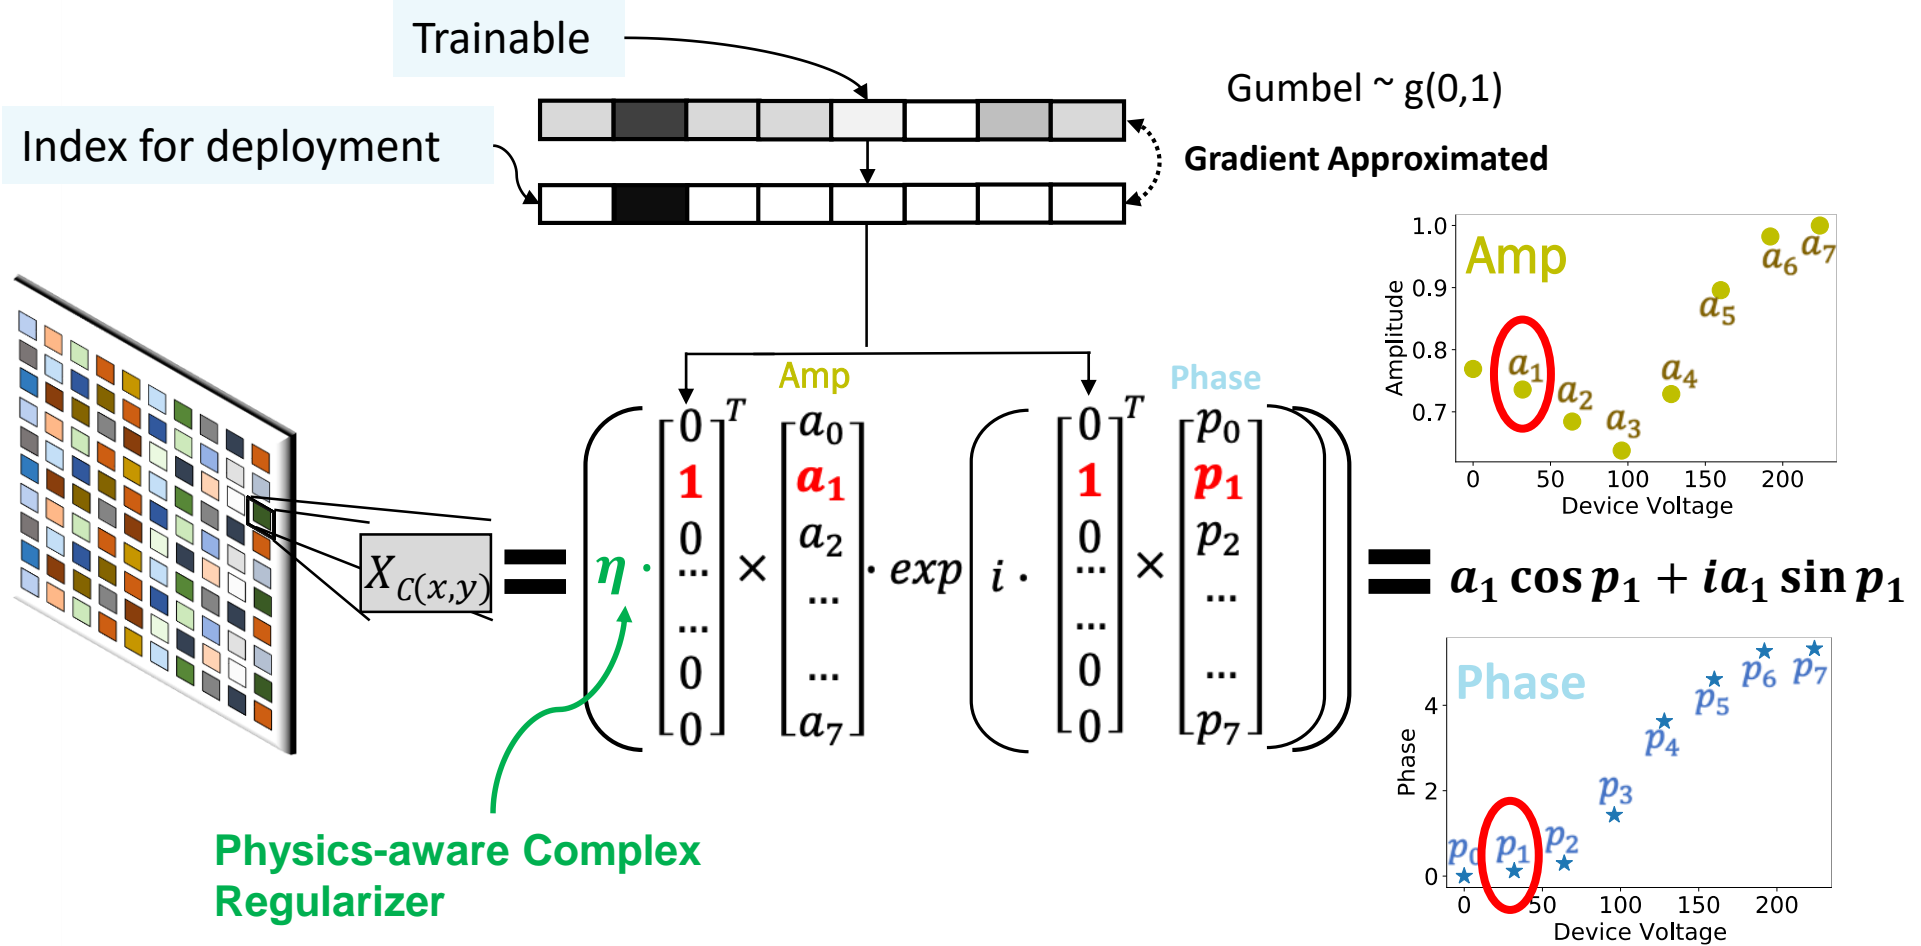 Trainable
Gumbel ~ g(0,1)
Index for deployment
Gradient Approximated
Amp
Amplitude
1.0
0.9
0.8
0.7
a₁
a₂
a₃
a₄
a₅
a₆
a₇
0 50 100 150 200
Device Voltage
Amp
Phase
X_C(x,y) = (η · [0 1 0 ... ... 0 0]ᵀ × [a₀ a₁ a₂ ... ... a₇] · exp(i · [0 1 0 ... ... 0 0]ᵀ × [p₀ p₁ p₂ ... ... p₇])) = a₁ cos p₁ + ia₁ sin p₁
Phase
Phase
4
2
0
p₀
p₁
p₂
p₃
p₄
p₅
p₆
p₇
0 50 100 150 200
Device Voltage
Physics-aware Complex
Regularizer